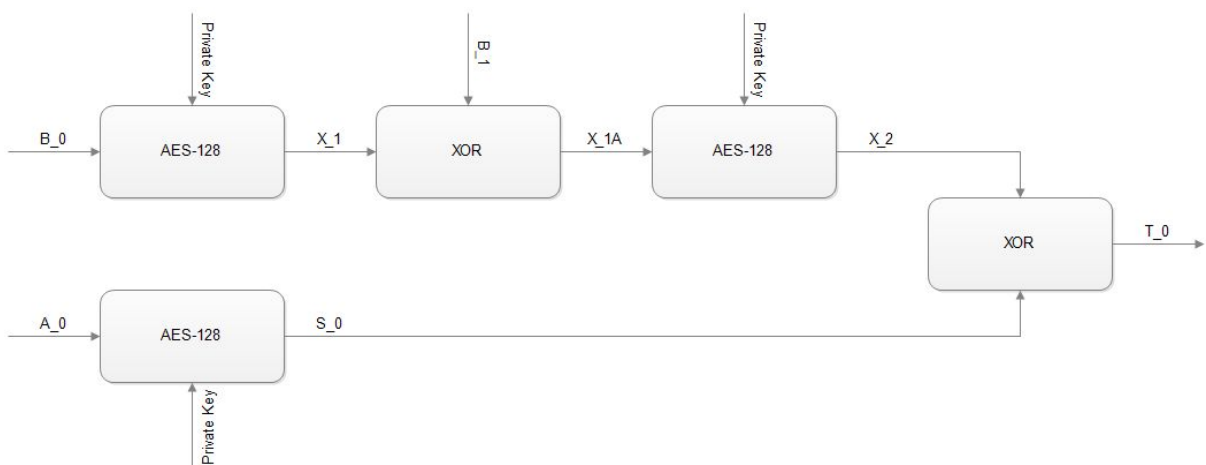 Private Key
B_1
Private Key
B_0
AES-128
X_1
XOR
X_1A
AES-128
X_2
XOR
T_0
A_0
AES-128
S_0
Private Key